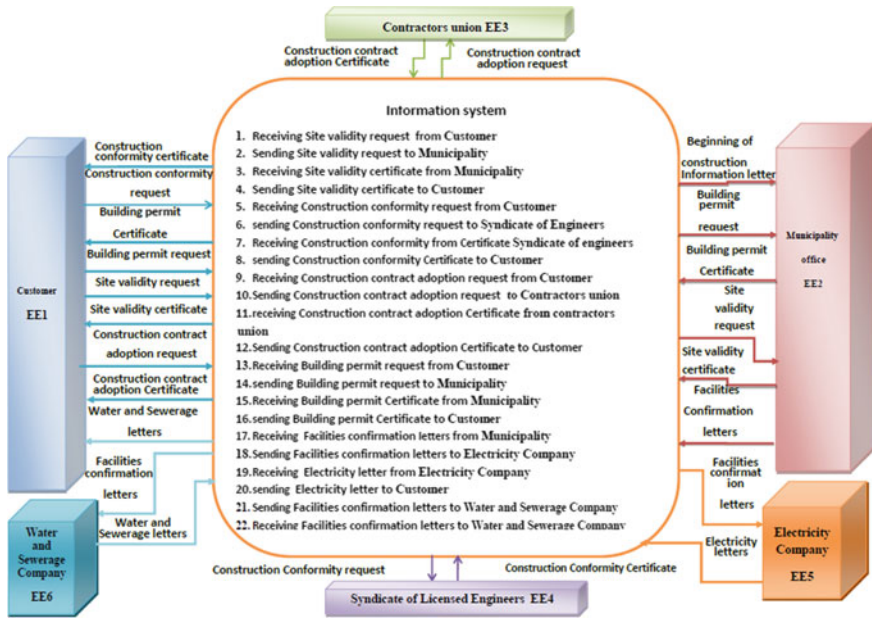 Contractors union EE3
Construction contract
adoption Certificate
Construction contract
adoption request
Information system
1. Receiving Site validity request from Customer
2. Sending Site validity request to Municipality
3. Receiving Site validity certificate from Municipality
4. Sending Site validity certificate to Customer
5. Receiving Construction conformity request from Customer
6. sending Construction conformity request to Syndicate of Engineers
7. Receiving Construction conformity from Certificate Syndicate of engineers
8. sending Construction conformity Certificate to Customer
9. Receiving Construction contract adoption request from Customer
10. Sending Construction contract adoption request to Contractors union
11. receiving Construction contract adoption Certificate from contractors
union
12. Sending Construction contract adoption Certificate to Customer
13. Receiving Building permit request from Customer
14. sending Building permit request to Municipality
15. Receiving Building permit Certificate from Municipality
16. sending Building permit Certificate to Customer
17. Receiving Facilities confirmation letters from Municipality
18. Sending Facilities confirmation letters to Electricity Company
19. Receiving Electricity letter from Electricity Company
20. sending Electricity letter to Customer
21. Sending Facilities confirmation letters to Water and Sewerage Company
22. Receiving Facilities confirmation letters to Water and Sewerage Company
Customer
EE1
Construction
conformity certificate
Construction conformity
request
Building permit
Certificate
Building permit request
Site validity request
Site validity certificate
Construction contract
adoption request
Construction contract
adoption Certificate
Water and Sewerage
letters
Facilities
confirmation
letters
Water and
Sewerage letters
Water
and
Sewerage
Company
EE6
Beginning of
construction
Information letter
Building
permit
request
Building permit
Certificate
Site
validity
request
Site validity
certificate
Facilities
Confirmation
letters
Facilities
confirmat
ion
letters
Electricity
letters
Municipality
office
EE2
Electricity
Company
EE5
Construction Conformity request
Construction Conformity Certificate
Syndicate of Licensed Engineers EE4